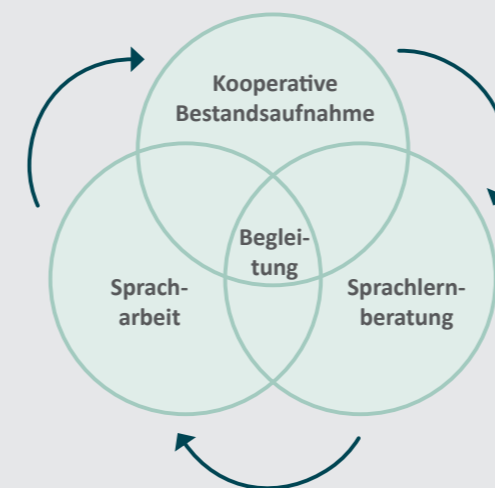 Kooperative
Bestandsaufnahme
Beglei-
tung
Sprach-
arbeit
Sprachlern-
beratung